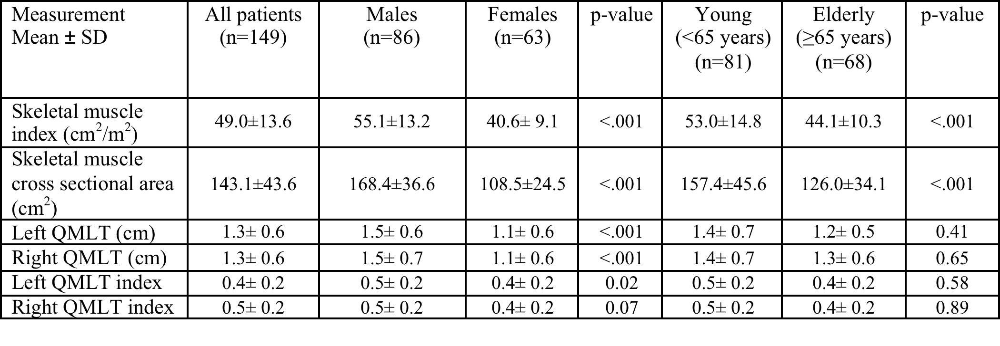 Measurement All patients Males Females p-value Young Elderly p-value
Mean ± SD (n=149) (n=86) (n=63) (<65 years) (≥65 years)
(n=81) (n=68)
Skeletal muscle
index (cm²/m²) 49.0±13.6 55.1±13.2 40.6± 9.1 <.001 53.0±14.8 44.1±10.3 <.001
Skeletal muscle
cross sectional area 143.1±43.6 168.4±36.6 108.5±24.5 <.001 157.4±45.6 126.0±34.1 <.001
(cm²)
Left QMLT (cm) 1.3± 0.6 1.5± 0.6 1.1± 0.6 <.001 1.4± 0.7 1.2± 0.5 0.41
Right QMLT (cm) 1.3± 0.6 1.5± 0.7 1.1± 0.6 <.001 1.4± 0.7 1.3± 0.6 0.65
Left QMLT index 0.4± 0.2 0.5± 0.2 0.4± 0.2 0.02 0.5± 0.2 0.4± 0.2 0.58
Right QMLT index 0.5± 0.2 0.5± 0.2 0.4± 0.2 0.07 0.5± 0.2 0.4± 0.2 0.89